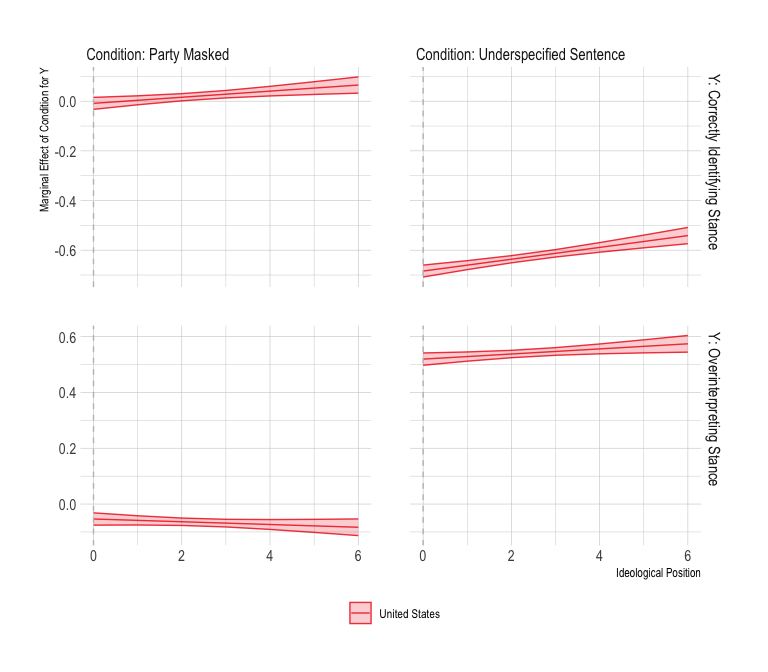 Condition: Party Masked
Condition: Underspecified Sentence
Marginal Effect of Condition for Y
0.0
-0.2
-0.4
-0.6
Y: Correctly Identifying Stance
0.6
0.4
0.2
0.0
Y: Overinterpreting Stance
0 2 4 6
0 2 4 6
Ideological Position
United States